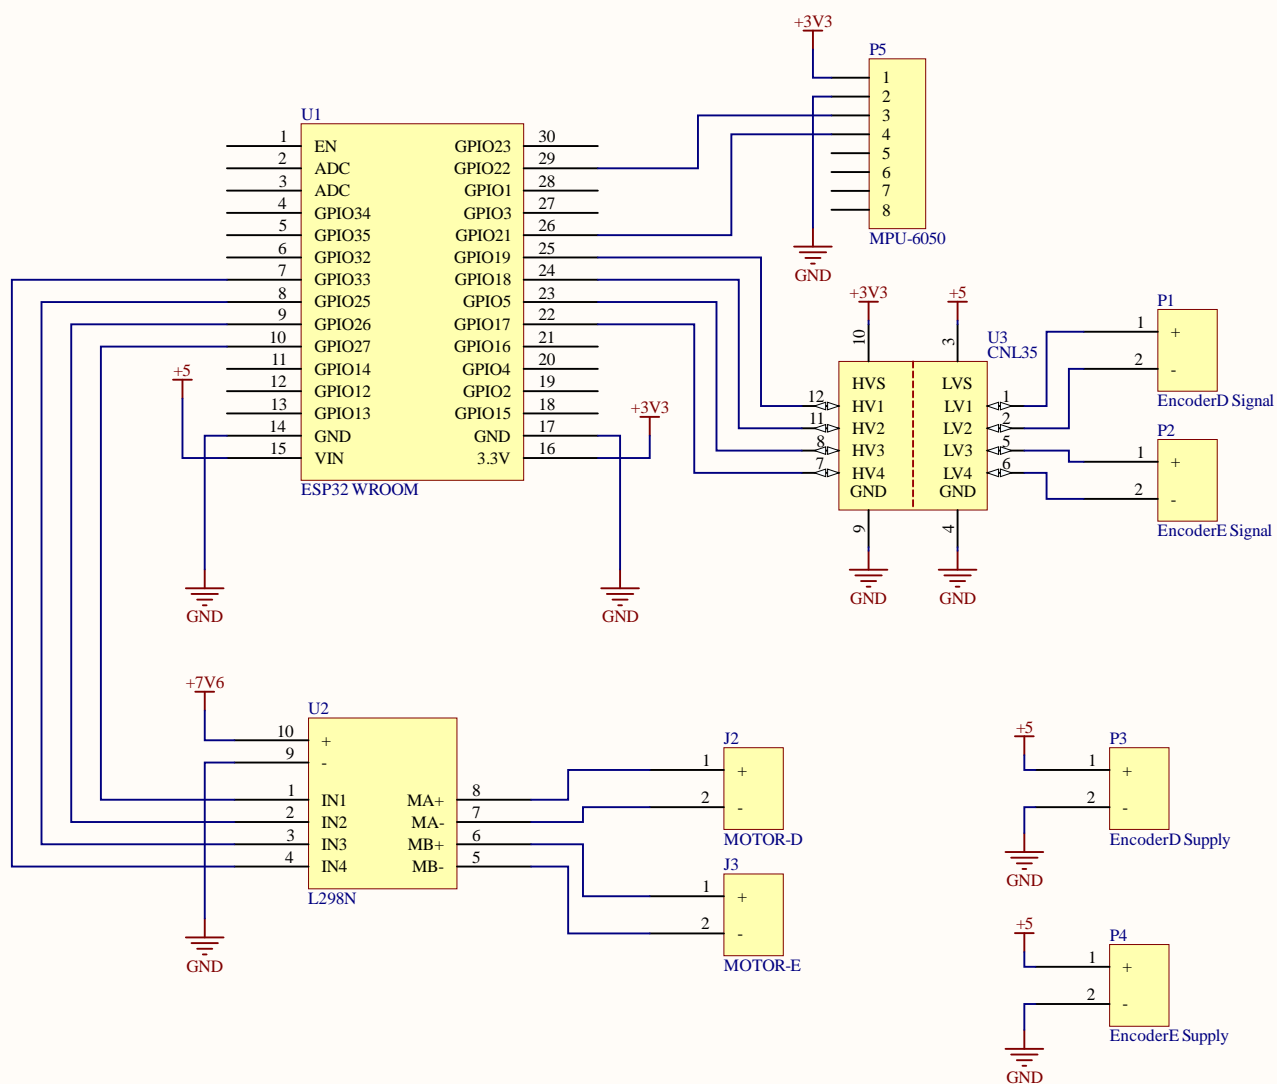 +3V3
P5
1
2
3
4
5
6
7
8
MPU-6050
GND
U1
1 EN GPIO23 30
2 ADC GPIO22 29
3 ADC GPIO1 28
4 GPIO34 GPIO3 27
5 GPIO35 GPIO21 26
6 GPIO32 GPIO19 25
7 GPIO33 GPIO18 24
8 GPIO25 GPIO5 23
9 GPIO26 GPIO17 22
10 GPIO27 GPIO16 21
11 GPIO14 GPIO4 20
12 GPIO12 GPIO2 19
13 GPIO13 GPIO15 18
14 GND GND 17
15 VIN 3.3V 16
ESP32 WROOM
+5
+3V3
GND
GND
+3V3
+5
10
3
U3
CNL35
HVS LVS
12 HV1 LV1 1
11 HV2 LV2 2
8 HV3 LV3 5
7 HV4 LV4 6
GND GND
9
4
GND
GND
P1
1 +
2 -
EncoderD Signal
P2
1 +
2 -
EncoderE Signal
+7V6
U2
10 +
9 -
1 IN1 MA+ 8
2 IN2 MA- 7
3 IN3 MB+ 6
4 IN4 MB- 5
L298N
GND
J2
1 +
2 -
MOTOR-D
J3
1 +
2 -
MOTOR-E
+5
P3
1 +
2 -
EncoderD Supply
GND
+5
P4
1 +
2 -
EncoderE Supply
GND